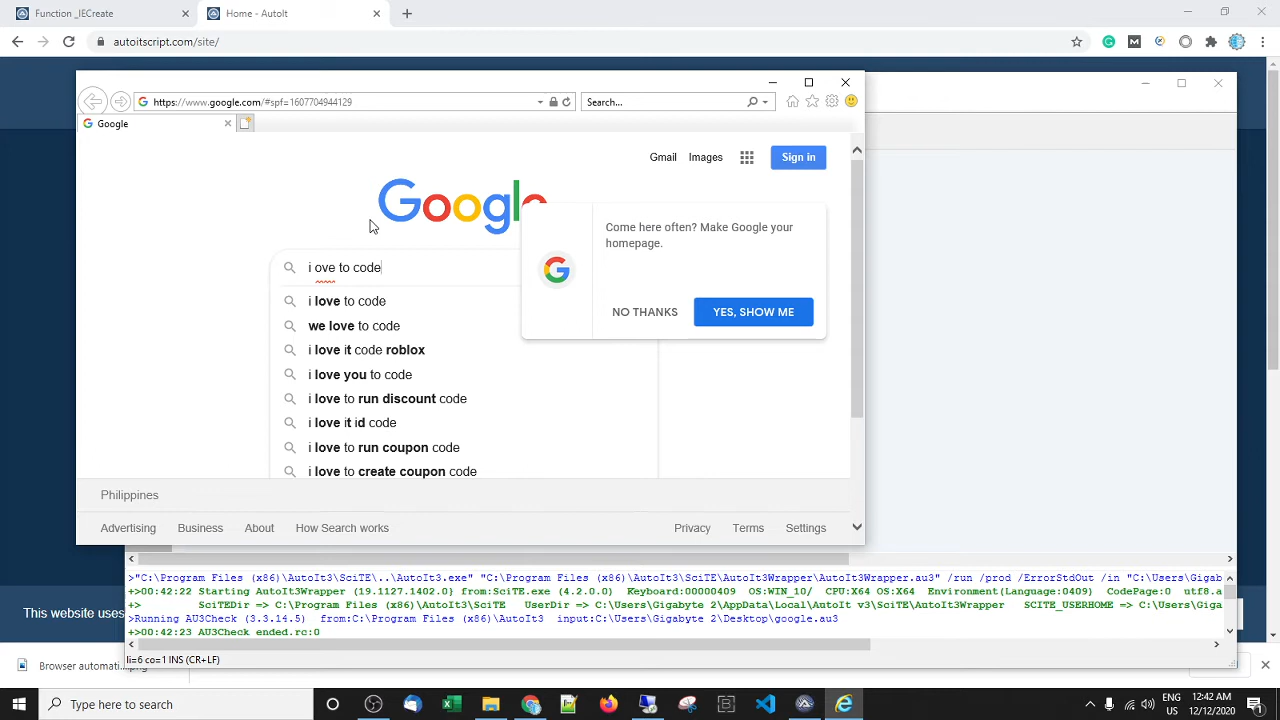 Function _IECreate
Home - AutoIt
autoitscript.com/site/
https://www.google.com/#spf=1607704944129
Search...
Google
Gmail
Images
Sign in
Google
Come here often? Make Google your
homepage.
NO THANKS
YES, SHOW ME
i ove to code
i love to code
we love to code
i love it code roblox
i love you to code
i love to run discount code
i love it id code
i love to run coupon code
i love to create coupon code
Philippines
Advertising
Business
About
How Search works
Privacy
Terms
Settings
>"C:\Program Files (x86)\AutoIt3\SciTE\..\AutoIt3.exe" "C:\Program Files (x86)\AutoIt3\SciTE\AutoIt3Wrapper\AutoIt3Wrapper.au3" /run /prod /ErrorStdOut /in "C:\Users\Gigab
+>00:42:22 Starting AutoIt3Wrapper (19.1127.1402.0} from:SciTE.exe (4.2.0.0) Keyboard:00000409 OS:WIN_10/ CPU:X64 OS:X64 Environment(Language:0409) CodePage:0 utf8.a
+> SciTEDir => C:\Program Files (x86)\AutoIt3\SciTE UserDir => C:\Users\Gigabyte 2\AppData\Local\AutoIt v3\SciTE\AutoIt3Wrapper SCITE_USERHOME => C:\Users\Gigabyte
>Running AU3Check (3.3.14.5) from:C:\Program Files (x86)\AutoIt3 input:C:\Users\Gigabyte 2\Desktop\google.au3
+>00:42:23 AU3Check ended.rc:0
This website uses
li=6 co=1 INS (CR+LF)
Browser automati....png
Type here to search
ENG
US
12:42 AM
12/12/2020